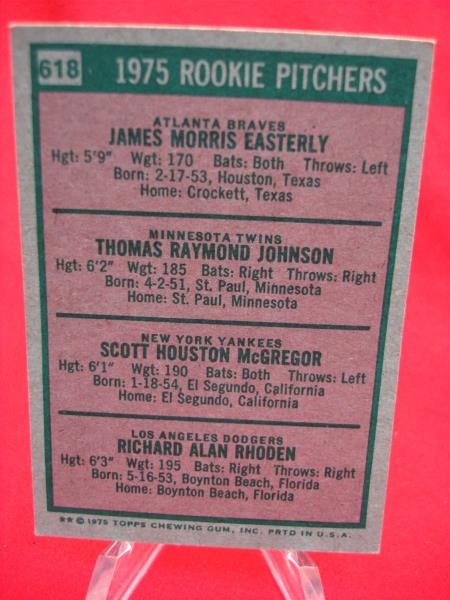 618 1975 ROOKIE PITCHERS
ATLANTA BRAVES
JAMES MORRIS EASTERLY
Hgt: 5'9" Wgt: 170 Bats: Both Throws: Left
Born: 2-17-53, Houston, Texas
Home: Crockett, Texas
MINNESOTA TWINS
THOMAS RAYMOND JOHNSON
Hgt: 6'2" Wgt: 185 Bats: Right Throws: Right
Born: 4-2-51, St. Paul, Minnesota
Home: St. Paul, Minnesota
NEW YORK YANKEES
SCOTT HOUSTON McGREGOR
Hgt: 6'1" Wgt: 190 Bats: Both Throws: Left
Born: 1-18-54, El Segundo, California
Home: El Segundo, California
LOS ANGELES DODGERS
RICHARD ALAN RHODEN
Hgt: 6'3" Wgt: 195 Bats: Right Throws: Right
Born: 5-16-53, Boynton Beach, Florida
Home: Boynton Beach, Florida
★★ © 1975 TOPPS CHEWING GUM, INC. PRTD IN U.S.A.